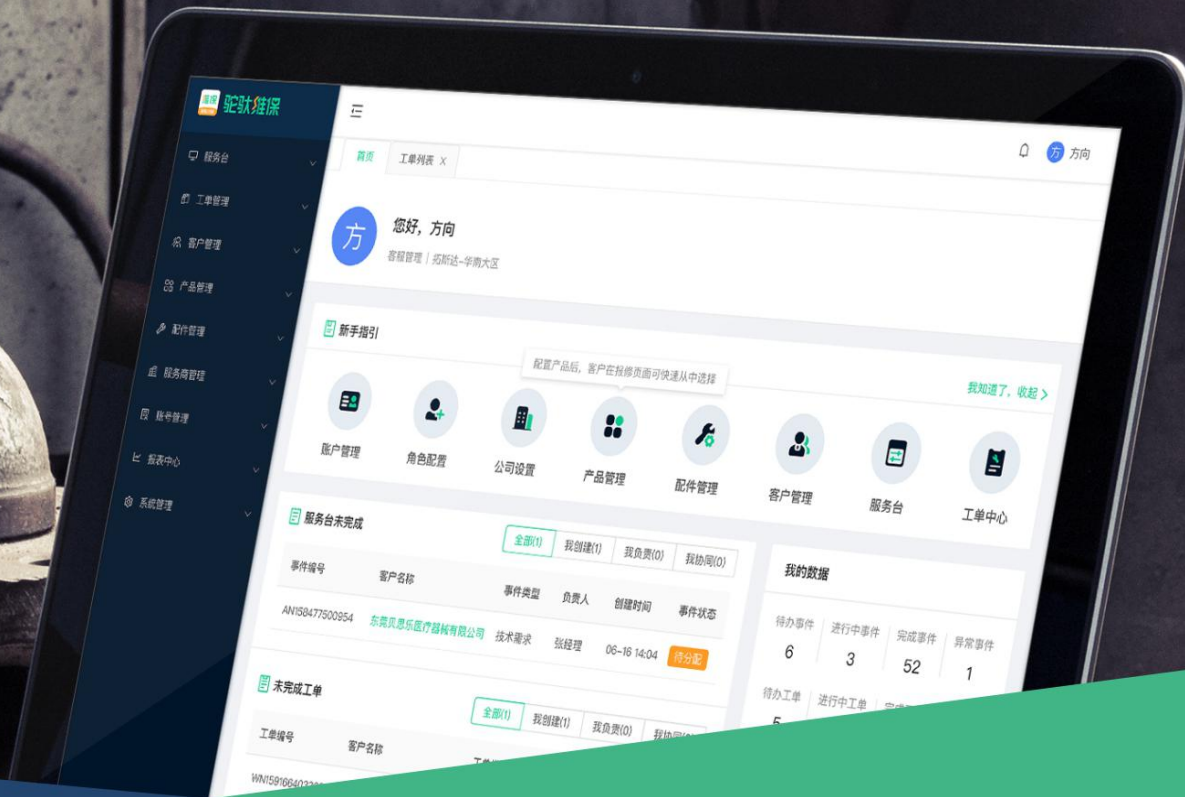 维保 驼驮维保
服务台
工单管理
客户管理
产品管理
配件管理
服务商管理
账号管理
报表中心
系统管理
方 方向
首页 工单列表 X
方
您好，方向
客程管理 | 拓斯达-华南大区
新手指引
配置产品后，客户在报修页面可快速从中选择
我知道了，收起
账户管理 角色配置 公司设置 产品管理 配件管理 客户管理 服务台 工单中心
服务台未完成
全部(1) 我创建(1) 我负责(0) 我协同(0)
事件编号 客户名称 事件类型 负责人 创建时间 事件状态
AN158477500954 东莞贝思乐医疗器械有限公司 技术需求 张经理 06-16 14:04 待分配
未完成工单
全部(1) 我创建(1) 我负责(0)
工单编号 客户名称
我的数据
待办事件 进行中事件 完成事件 异常事件
6 3 52 1
待办工单 进行中工单